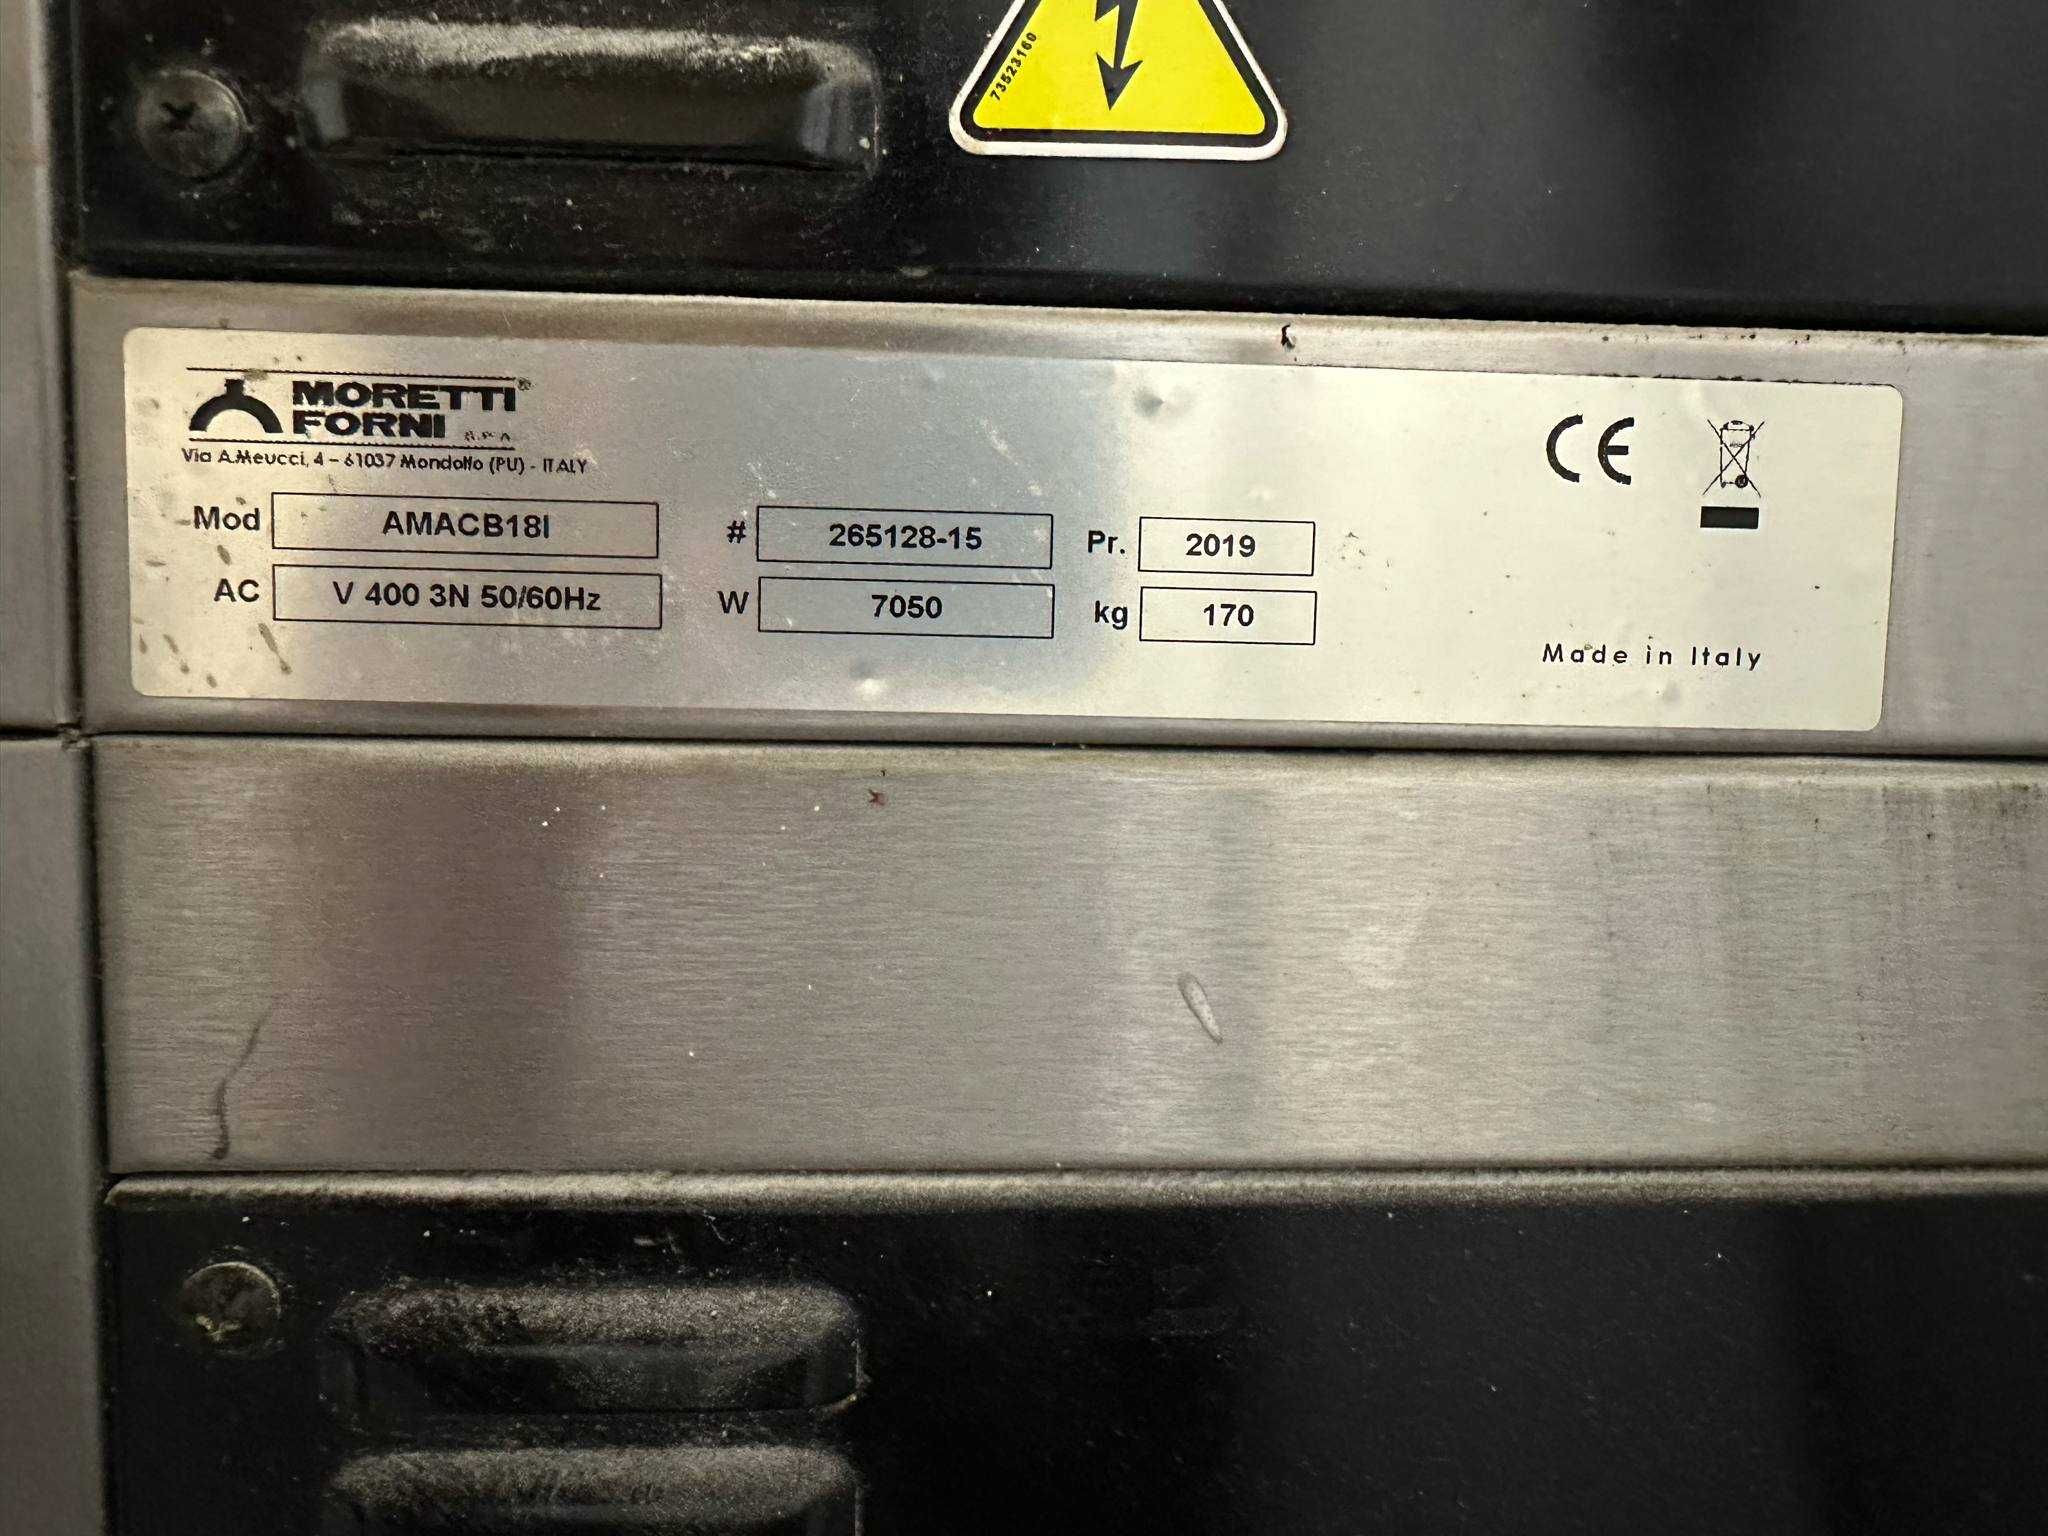 73523160
MORETTI®
FORNI S.P.A.
Via A.Meucci, 4 - 61037 Mondolfo (PU) - ITALY
CE
Mod AMACB18I # 265128-15 Pr. 2019
AC V 400 3N 50/60Hz W 7050 kg 170
Made in Italy